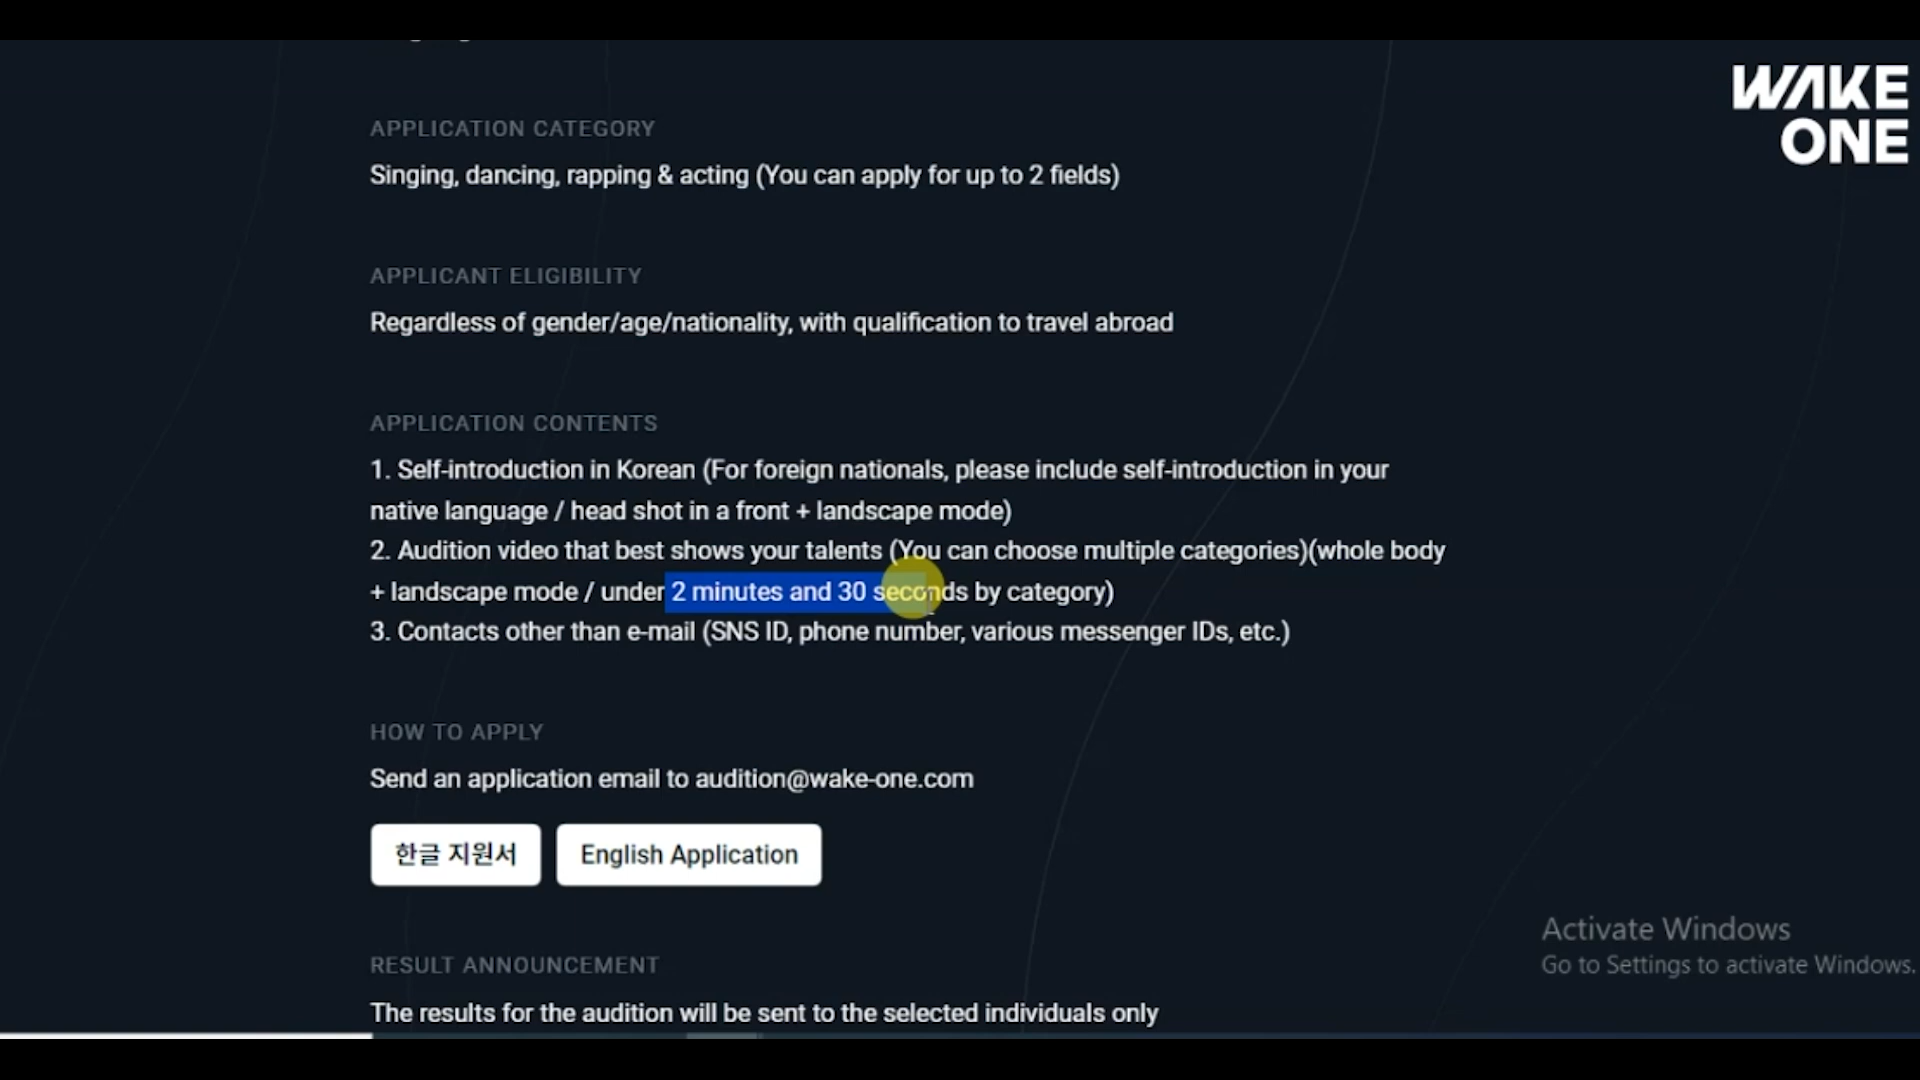 WAKE
ONE
APPLICATION CATEGORY
Singing, dancing, rapping & acting (You can apply for up to 2 fields)
APPLICANT ELIGIBILITY
Regardless of gender/age/nationality, with qualification to travel abroad
APPLICATION CONTENTS
1. Self-introduction in Korean (For foreign nationals, please include self-introduction in your
native language / head shot in a front + landscape mode)
2. Audition video that best shows your talents (You can choose multiple categories)(whole body
+ landscape mode / under 2 minutes and 30 seconds by category)
3. Contacts other than e-mail (SNS ID, phone number, various messenger IDs, etc.)
HOW TO APPLY
Send an application email to audition@wake-one.com
한글 지원서 English Application
Activate Windows
Go to Settings to activate Windows.
RESULT ANNOUNCEMENT
The results for the audition will be sent to the selected individuals only